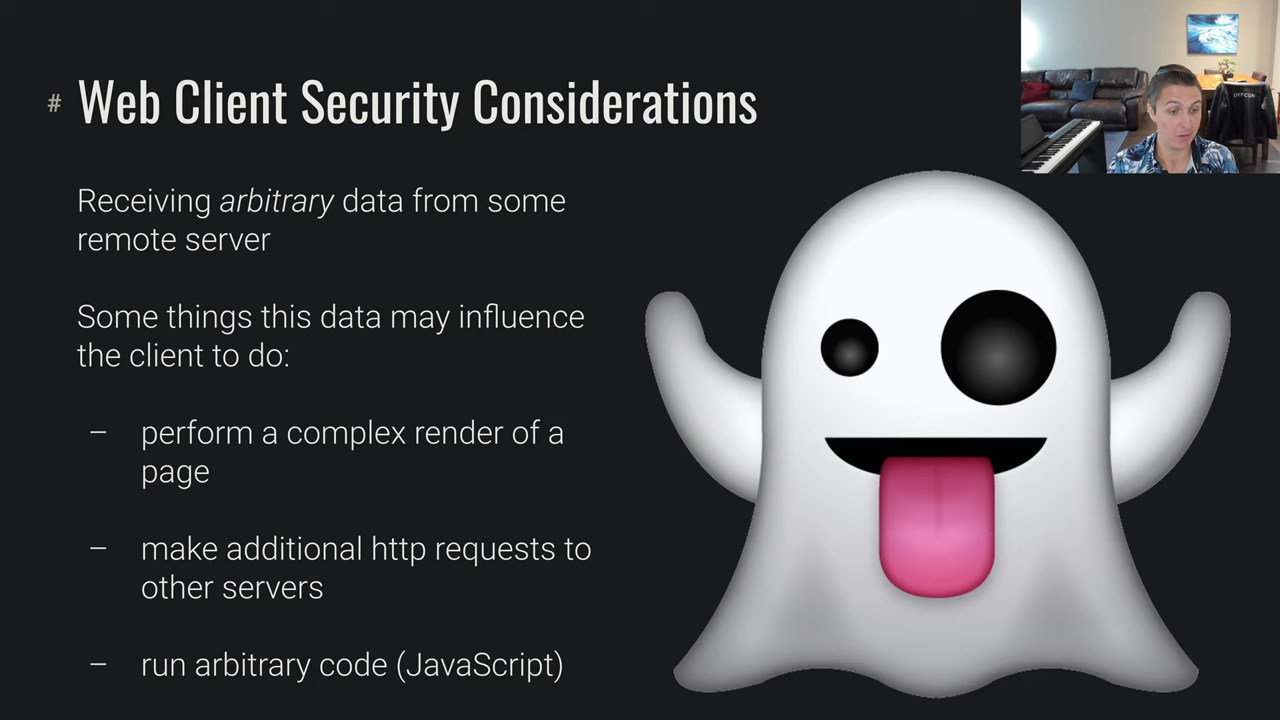 # Web Client Security Considerations
Receiving arbitrary data from some
remote server
Some things this data may influence
the client to do:
– perform a complex render of a
page
– make additional http requests to
other servers
– run arbitrary code (JavaScript)
DEFCON